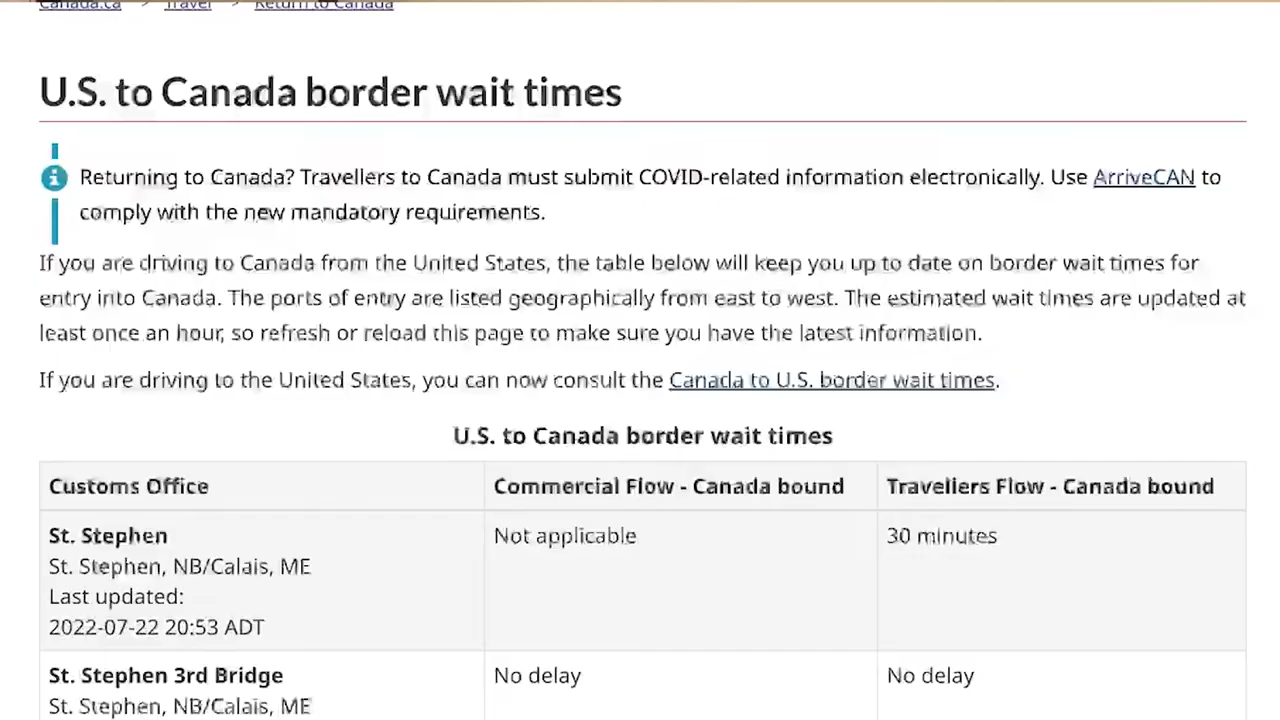 Canada.ca > Travel > Return to Canada
U.S. to Canada border wait times
Returning to Canada? Travellers to Canada must submit COVID-related information electronically. Use ArriveCAN to
comply with the new mandatory requirements.
If you are driving to Canada from the United States, the table below will keep you up to date on border wait times for
entry into Canada. The ports of entry are listed geographically from east to west. The estimated wait times are updated at
least once an hour, so refresh or reload this page to make sure you have the latest information.
If you are driving to the United States, you can now consult the Canada to U.S. border wait times.
U.S. to Canada border wait times
Customs Office Commercial Flow - Canada bound Travellers Flow - Canada bound
St. Stephen Not applicable 30 minutes
St. Stephen, NB/Calais, ME
Last updated:
2022-07-22 20:53 ADT
St. Stephen 3rd Bridge No delay No delay
St. Stephen, NB/Calais, ME